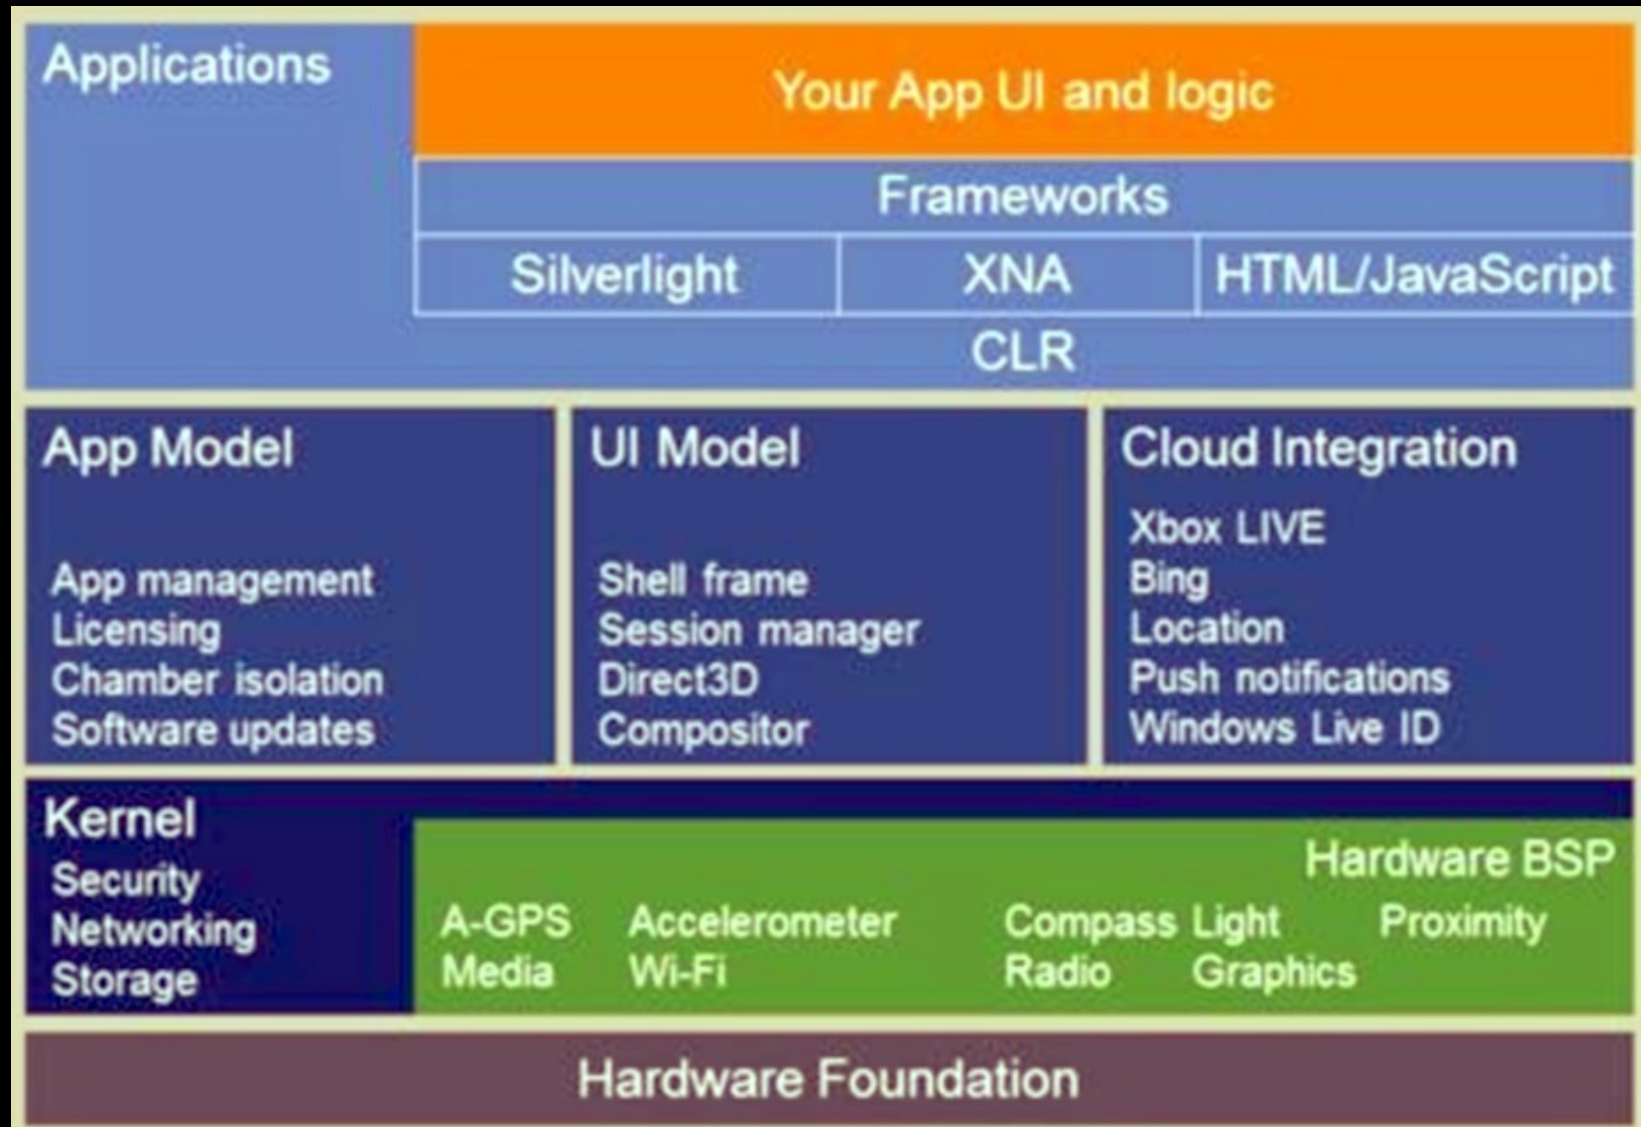 Applications
Your App UI and logic
Frameworks
Silverlight
XNA
HTML/JavaScript
CLR
App Model
App management
Licensing
Chamber isolation
Software updates
UI Model
Shell frame
Session manager
Direct3D
Compositor
Cloud Integration
Xbox LIVE
Bing
Location
Push notifications
Windows Live ID
Kernel
Security
Networking
Storage
Hardware BSP
A-GPS Accelerometer Compass Light Proximity
Media Wi-Fi Radio Graphics
Hardware Foundation